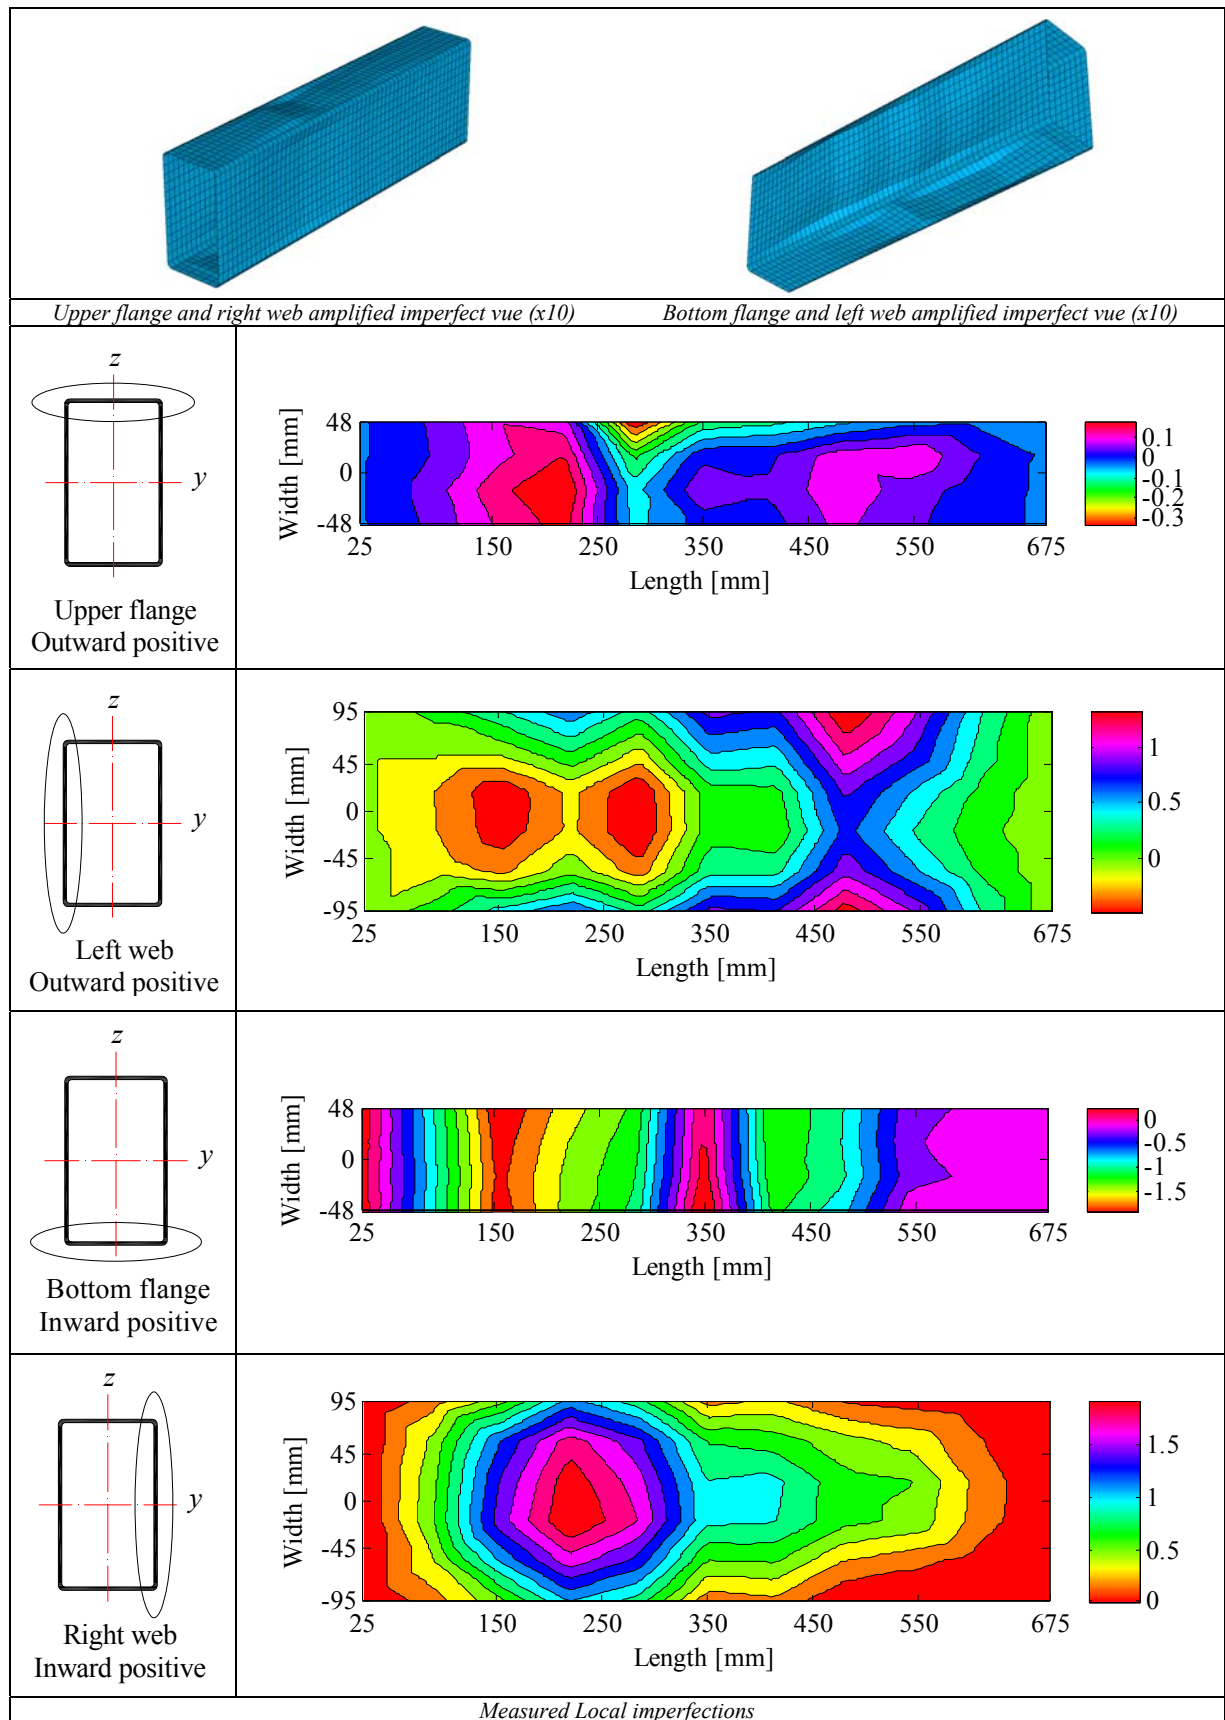 Upper flange and right web amplified imperfect vue (x10)
Bottom flange and left web amplified imperfect vue (x10)
z
y
Upper flange
Outward positive
Width [mm]
48
0
-48
25 150 250 350 450 550 675
Length [mm]
0.1
0
-0.1
-0.2
-0.3
z
y
Left web
Outward positive
Width [mm]
95
45
0
-45
-95
25 150 250 350 450 550 675
Length [mm]
1
0.5
0
z
y
Bottom flange
Inward positive
Width [mm]
48
0
-48
25 150 250 350 450 550 675
Length [mm]
0
-0.5
-1
-1.5
z
y
Right web
Inward positive
Width [mm]
95
45
0
-45
-95
25 150 250 350 450 550 675
Length [mm]
1.5
1
0.5
0
Measured Local imperfections